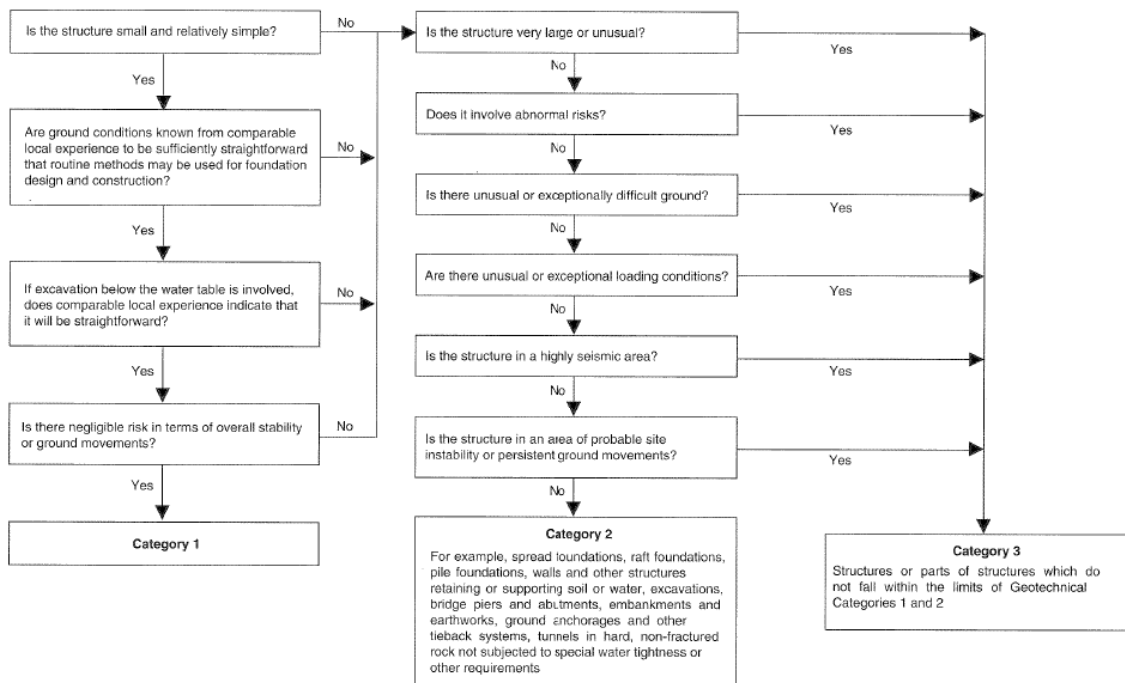 Is the structure small and relatively simple?
No
Yes
Are ground conditions known from comparable
local experience to be sufficiently straightforward
that routine methods may be used for foundation
design and construction?
No
Yes
If excavation below the water table is involved,
does comparable local experience indicate that
it will be straightforward?
No
Yes
Is there negligible risk in terms of overall stability
or ground movements?
No
Yes
Category 1
Is the structure very large or unusual?
Yes
No
Does it involve abnormal risks?
Yes
No
Is there unusual or exceptionally difficult ground?
Yes
No
Are there unusual or exceptional loading conditions?
Yes
No
Is the structure in a highly seismic area?
Yes
No
Is the structure in an area of probable site
instability or persistent ground movements?
Yes
No
Category 2
For example, spread foundations, raft foundations,
pile foundations, walls and other structures
retaining or supporting soil or water, excavations,
bridge piers and abutments, embankments and
earthworks, ground anchorages and other
tieback systems, tunnels in hard, non-fractured
rock not subjected to special water tightness or
other requirements
Category 3
Structures or parts of structures which do
not fall within the limits of Geotechnical
Categories 1 and 2